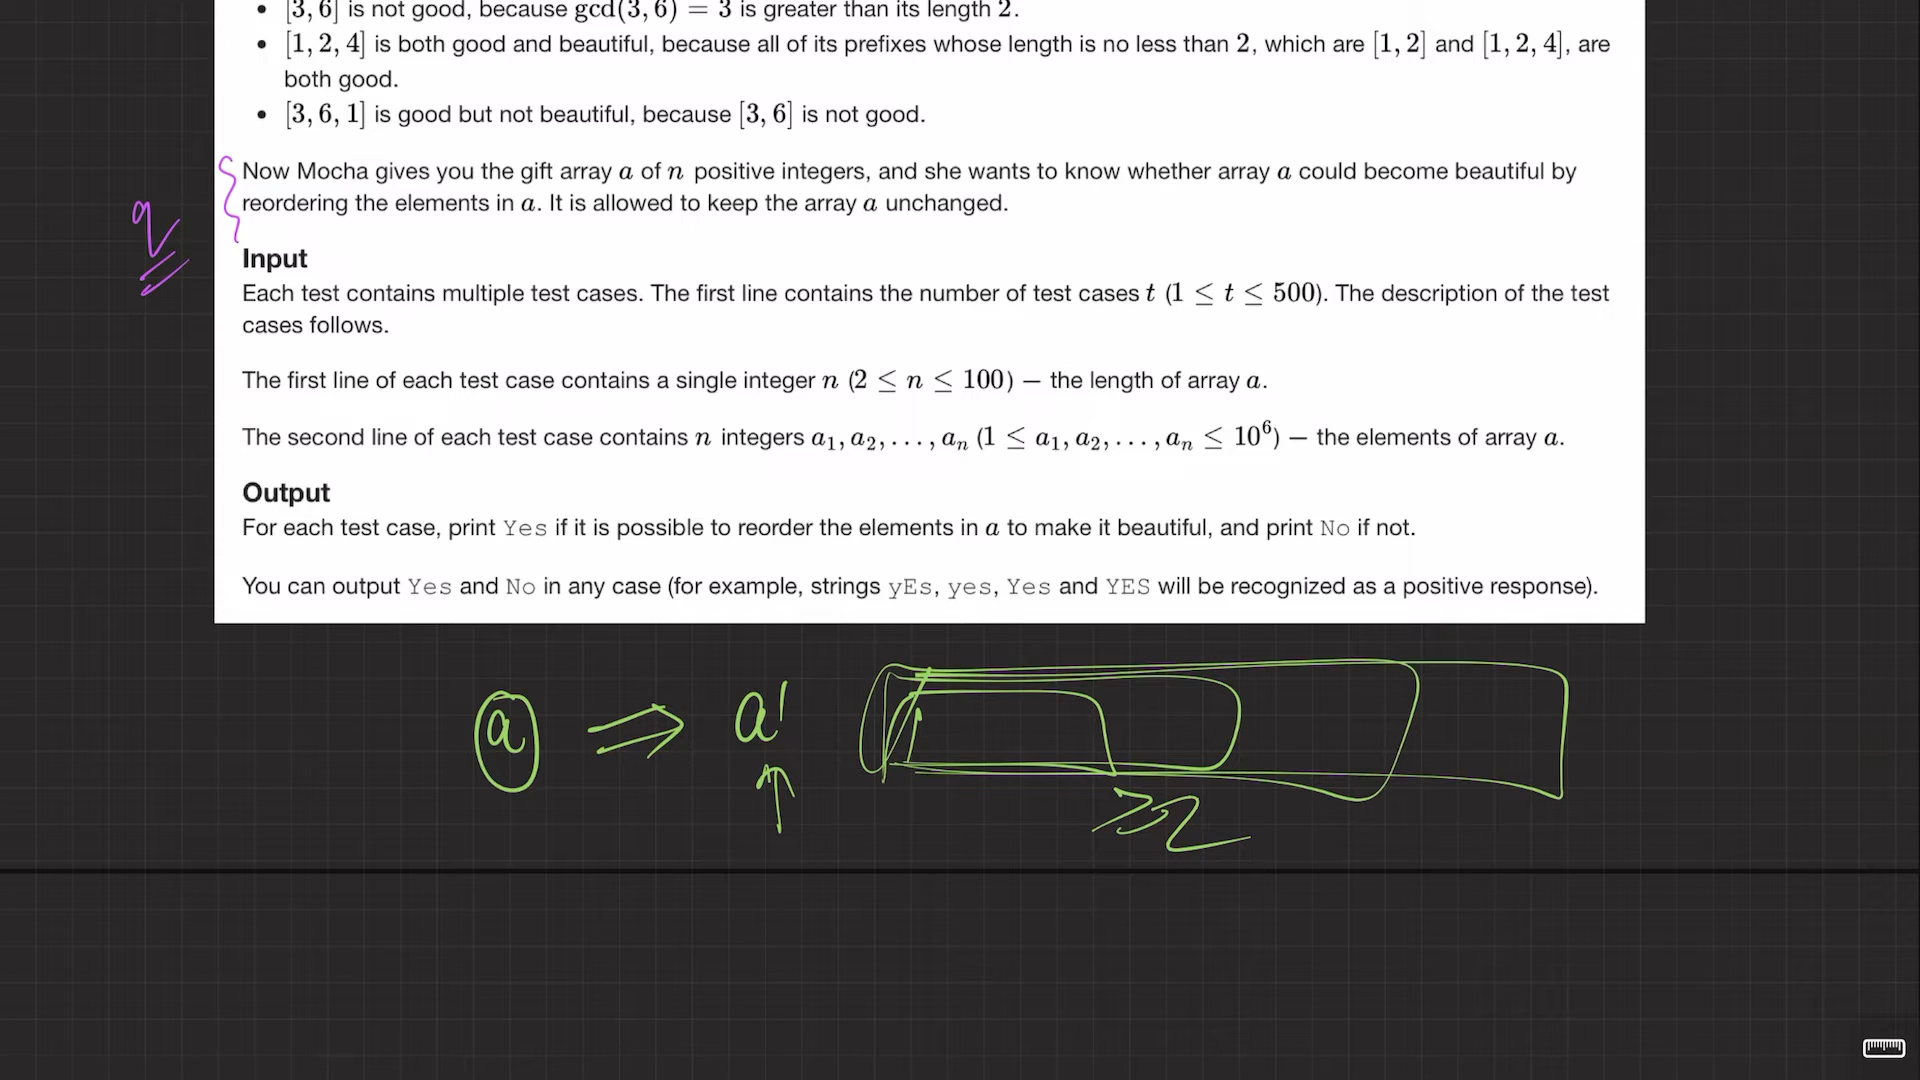 • [3, 6] is not good, because gcd(3, 6) = 3 is greater than its length 2.
• [1, 2, 4] is both good and beautiful, because all of its prefixes whose length is no less than 2, which are [1, 2] and [1, 2, 4], are
both good.
• [3, 6, 1] is good but not beautiful, because [3, 6] is not good.
Now Mocha gives you the gift array a of n positive integers, and she wants to know whether array a could become beautiful by
reordering the elements in a. It is allowed to keep the array a unchanged.
Input
Each test contains multiple test cases. The first line contains the number of test cases t (1 ≤ t ≤ 500). The description of the test
cases follows.
The first line of each test case contains a single integer n (2 ≤ n ≤ 100) — the length of array a.
The second line of each test case contains n integers a₁, a₂, . . . , aₙ (1 ≤ a₁, a₂, . . . , aₙ ≤ 10⁶) — the elements of array a.
Output
For each test case, print Yes if it is possible to reorder the elements in a to make it beautiful, and print No if not.
You can output Yes and No in any case (for example, strings yEs, yes, Yes and YES will be recognized as a positive response).
a ⇒ a'
≥2